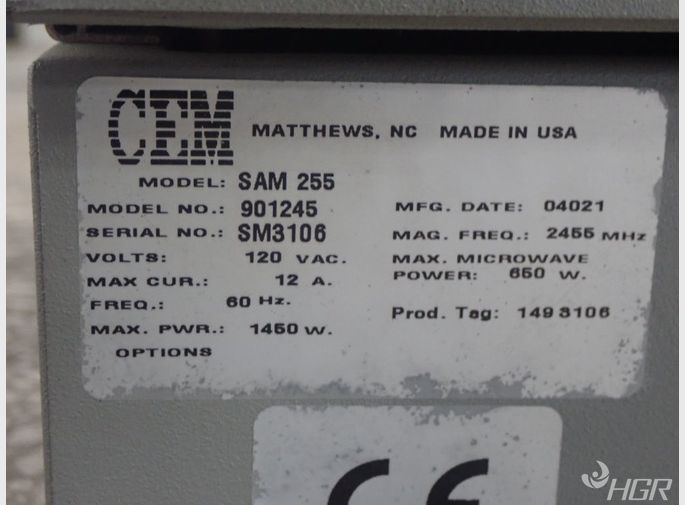 CEM
MATTHEWS, NC MADE IN USA
MODEL: SAM 255
MODEL NO.: 901245
SERIAL NO.: SM3106
VOLTS: 120 VAC.
MAX CUR.: 12 A.
FREQ.: 60 Hz.
MAX. PWR.: 1450 W.
OPTIONS
MFG. DATE: 04021
MAG. FREQ.: 2455 MHz
MAX. MICROWAVE
POWER: 650 W.
Prod. Tag: 1493106
CE
HGR